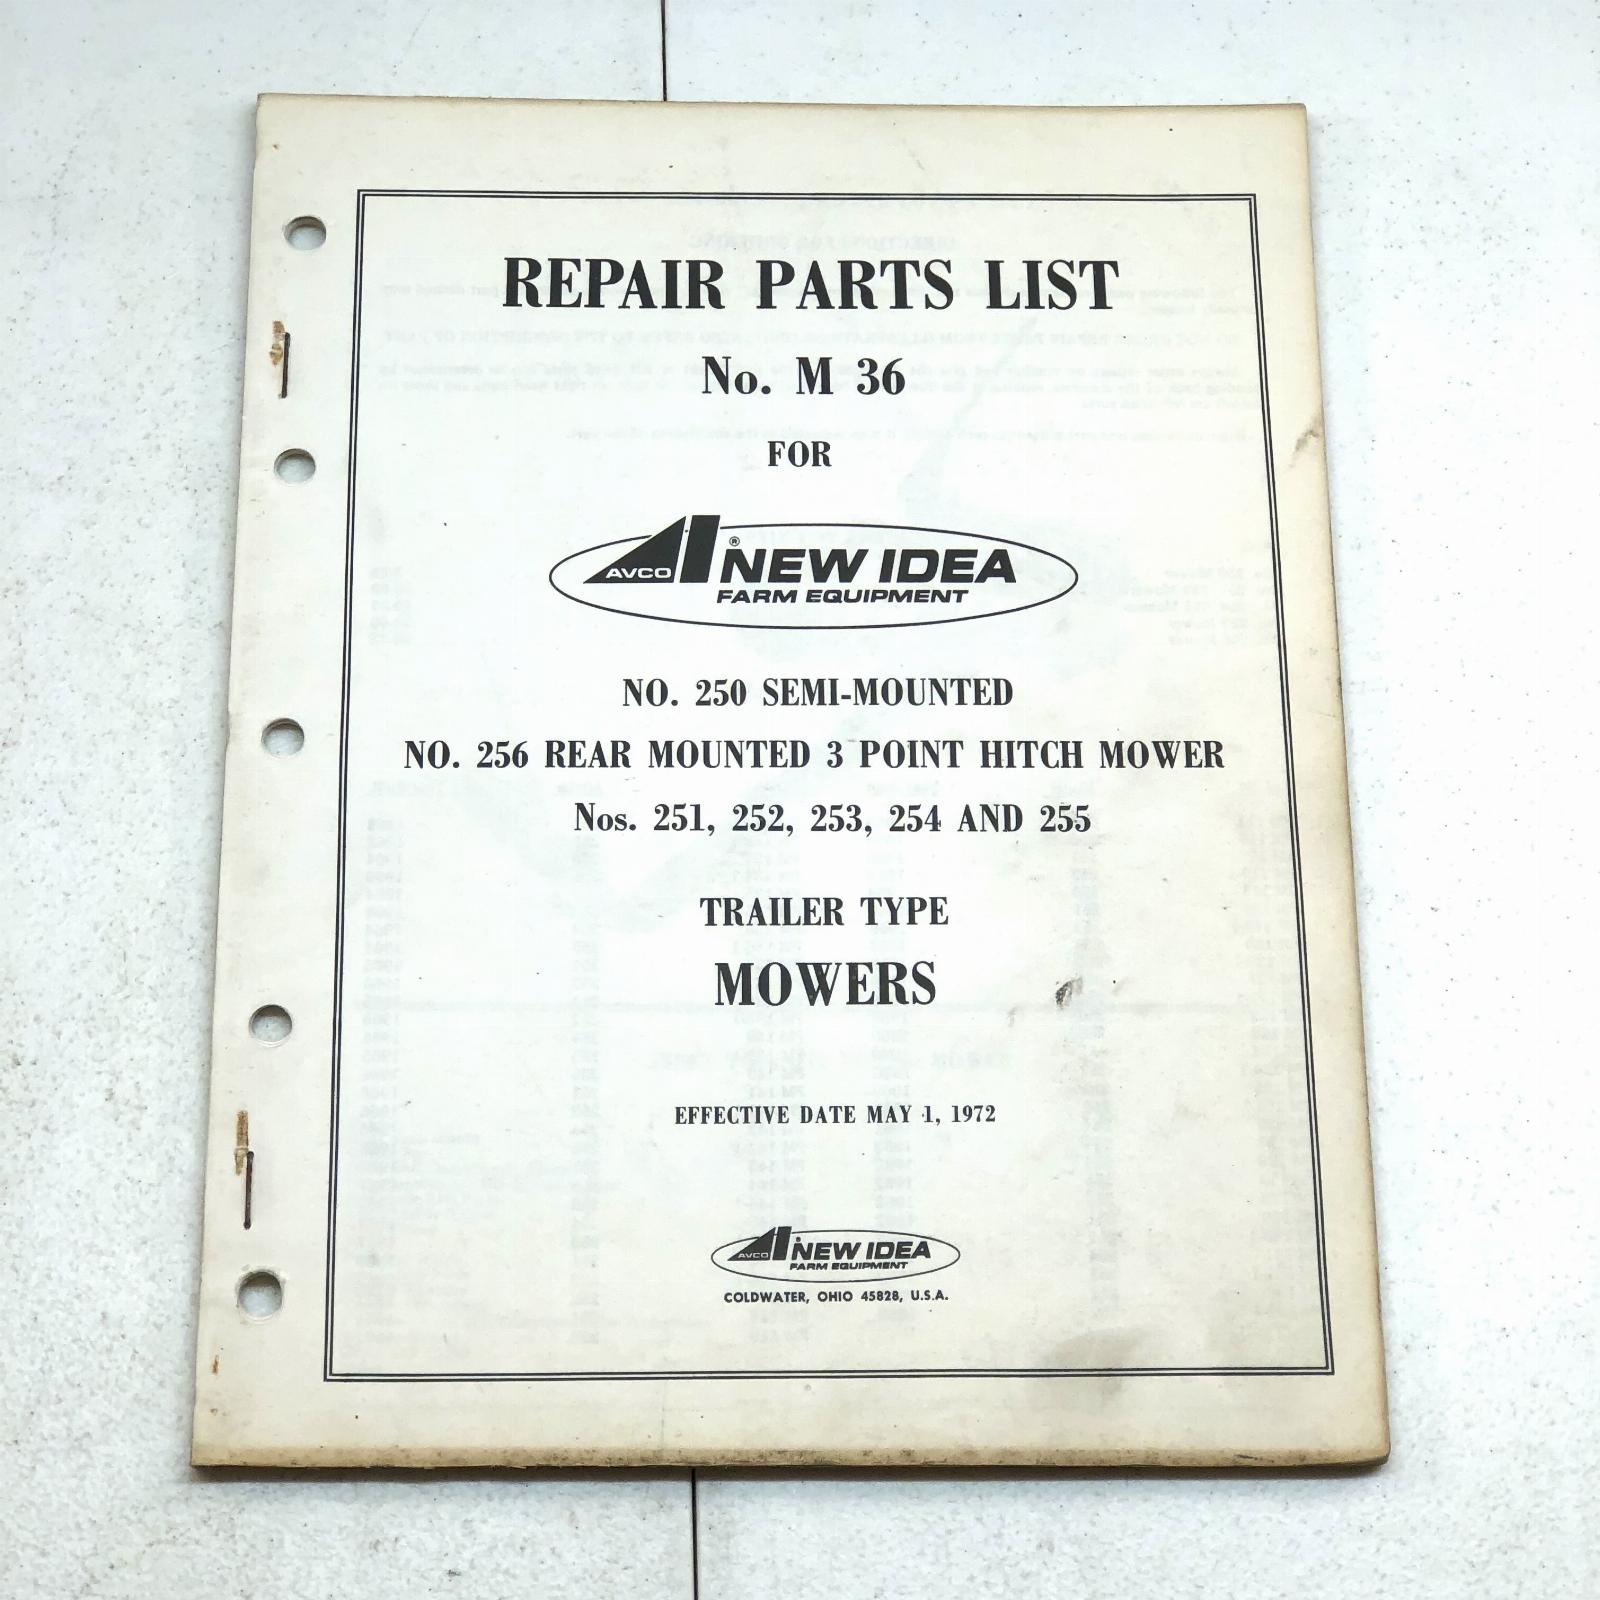 REPAIR PARTS LIST
No. M 36
FOR
AVCO ® NEW IDEA
FARM EQUIPMENT
NO. 250 SEMI-MOUNTED
NO. 256 REAR MOUNTED 3 POINT HITCH MOWER
Nos. 251, 252, 253, 254 AND 255
TRAILER TYPE
MOWERS
EFFECTIVE DATE MAY 1, 1972
AVCO NEW IDEA
FARM EQUIPMENT
COLDWATER, OHIO 45828, U.S.A.